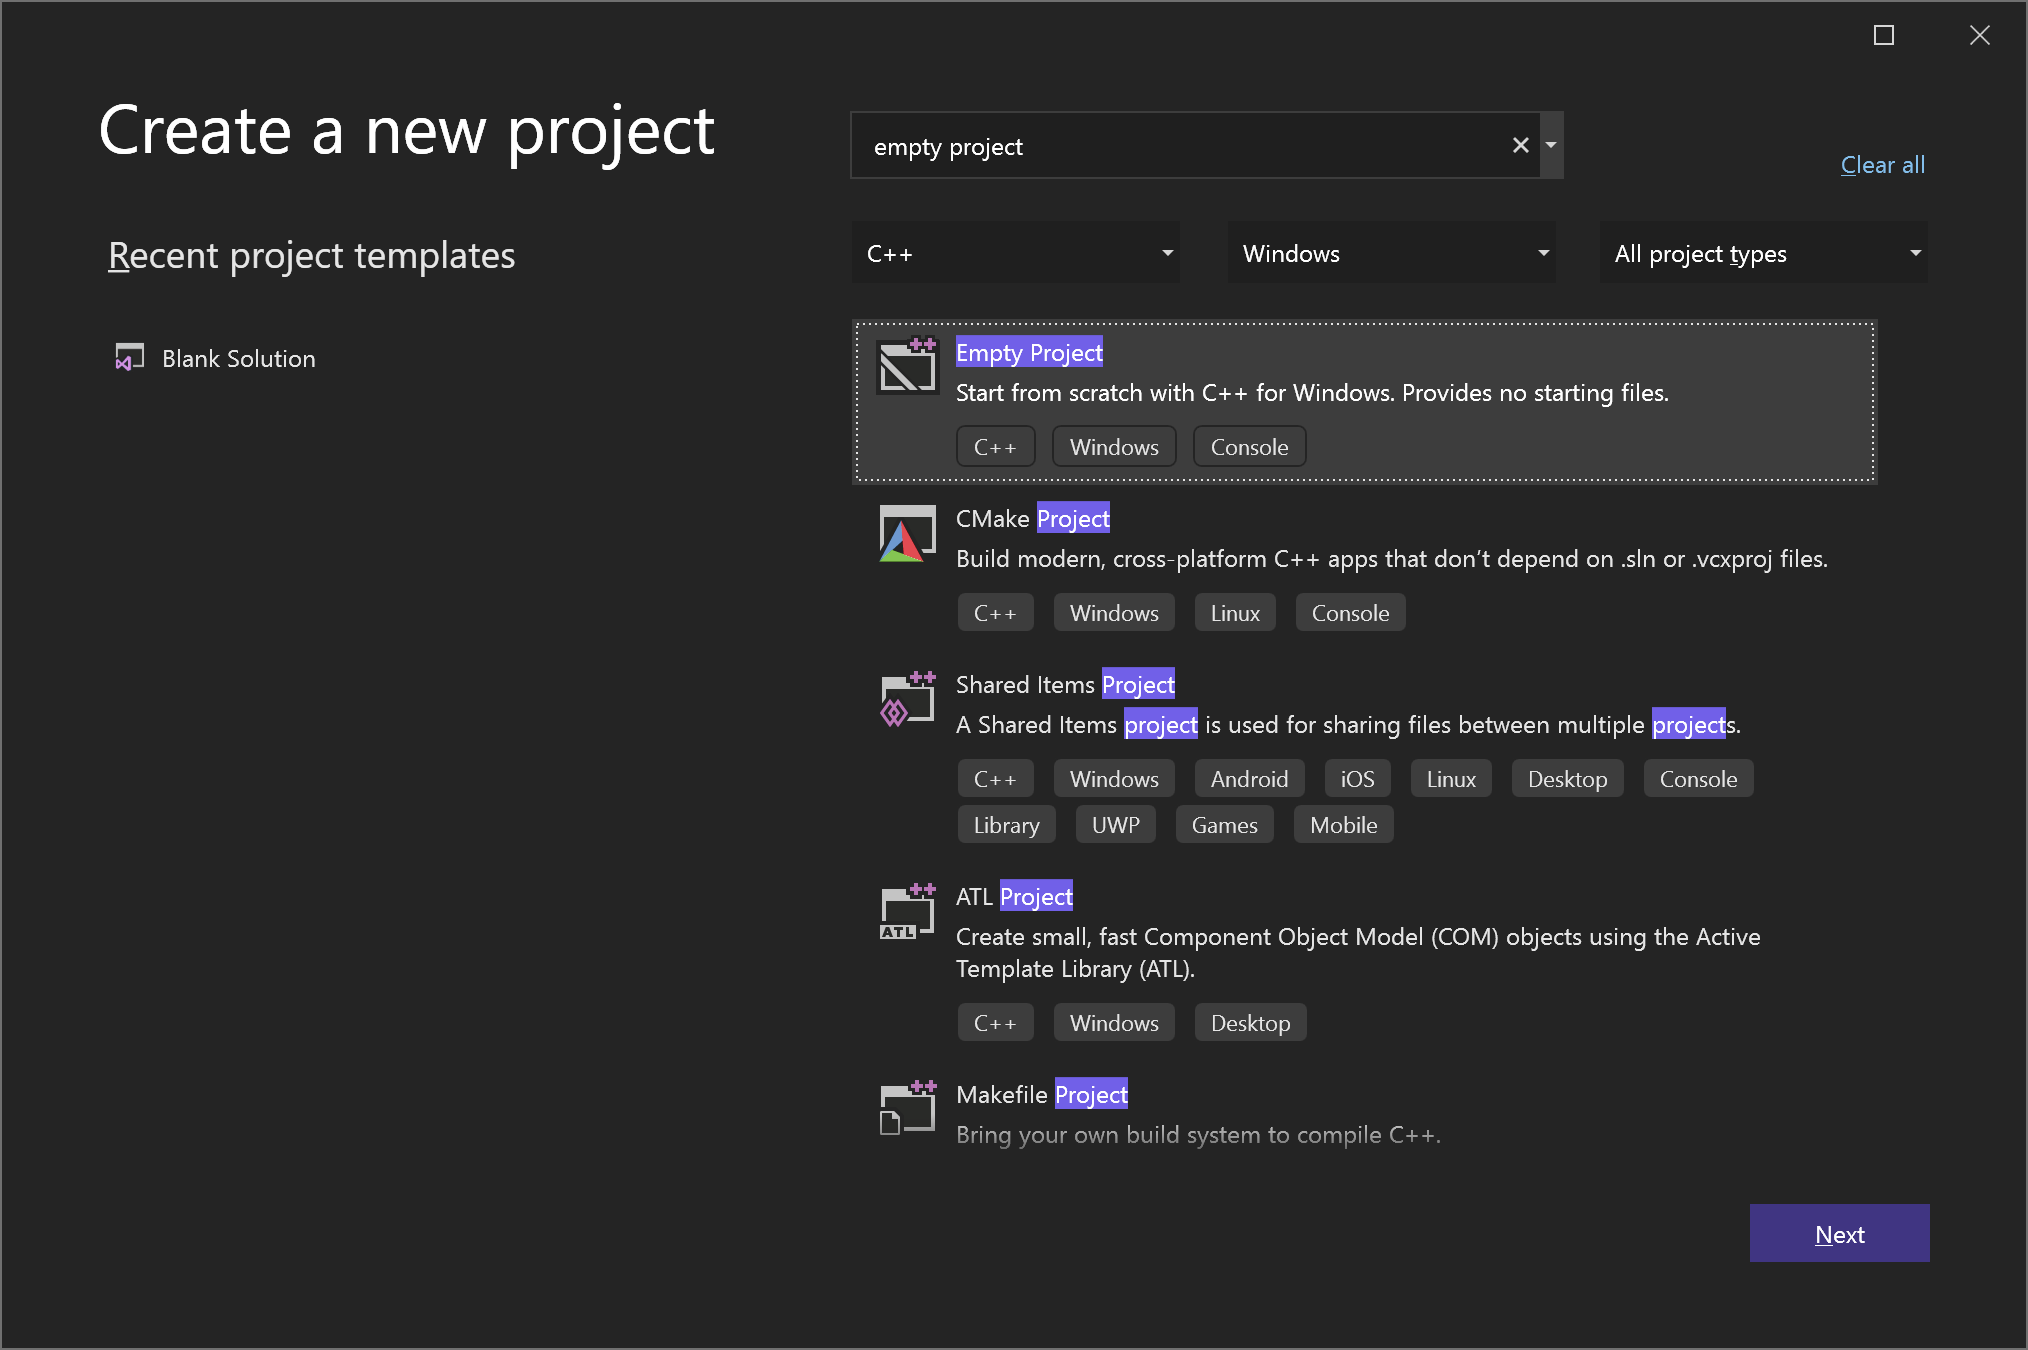 Create a new project
Recent project templates
Blank Solution
empty project
Clear all
C++
Windows
All project types
Empty Project
Start from scratch with C++ for Windows. Provides no starting files.
C++ Windows Console
CMake Project
Build modern, cross-platform C++ apps that don’t depend on .sln or .vcxproj files.
C++ Windows Linux Console
Shared Items Project
A Shared Items project is used for sharing files between multiple projects.
C++ Windows Android iOS Linux Desktop Console
Library UWP Games Mobile
ATL
ATL Project
Create small, fast Component Object Model (COM) objects using the Active
Template Library (ATL).
C++ Windows Desktop
Makefile Project
Bring your own build system to compile C++.
Next